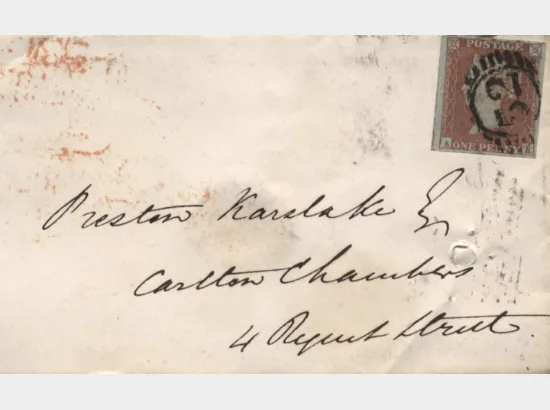 POSTAGE
ONE PENNY
Preston Karslake Esq
Carlton Chambers
4 Regent Street